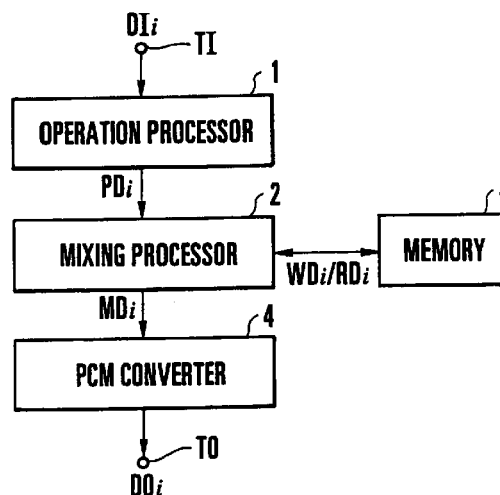 DIi
TI
1
OPERATION PROCESSOR
PDi
2
MIXING PROCESSOR
MEMORY
WDi/RDi
MDi
4
PCM CONVERTER
TO
DOi